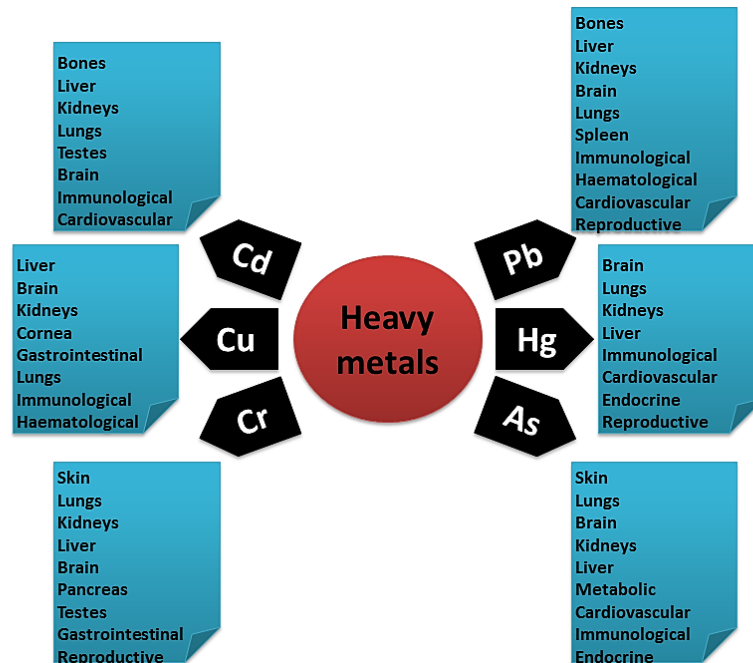 Bones
Liver
Kidneys
Lungs
Testes
Brain
Immunological
Cardiovascular
Cd
Liver
Brain
Kidneys
Cornea
Gastrointestinal
Lungs
Immunological
Haematological
Cu
Skin
Lungs
Kidneys
Liver
Brain
Pancreas
Testes
Gastrointestinal
Reproductive
Cr
Heavy
metals
Bones
Liver
Kidneys
Brain
Lungs
Spleen
Immunological
Haematological
Cardiovascular
Reproductive
Pb
Brain
Lungs
Kidneys
Liver
Immunological
Cardiovascular
Endocrine
Reproductive
Hg
Skin
Lungs
Brain
Kidneys
Liver
Metabolic
Cardiovascular
Immunological
Endocrine
As